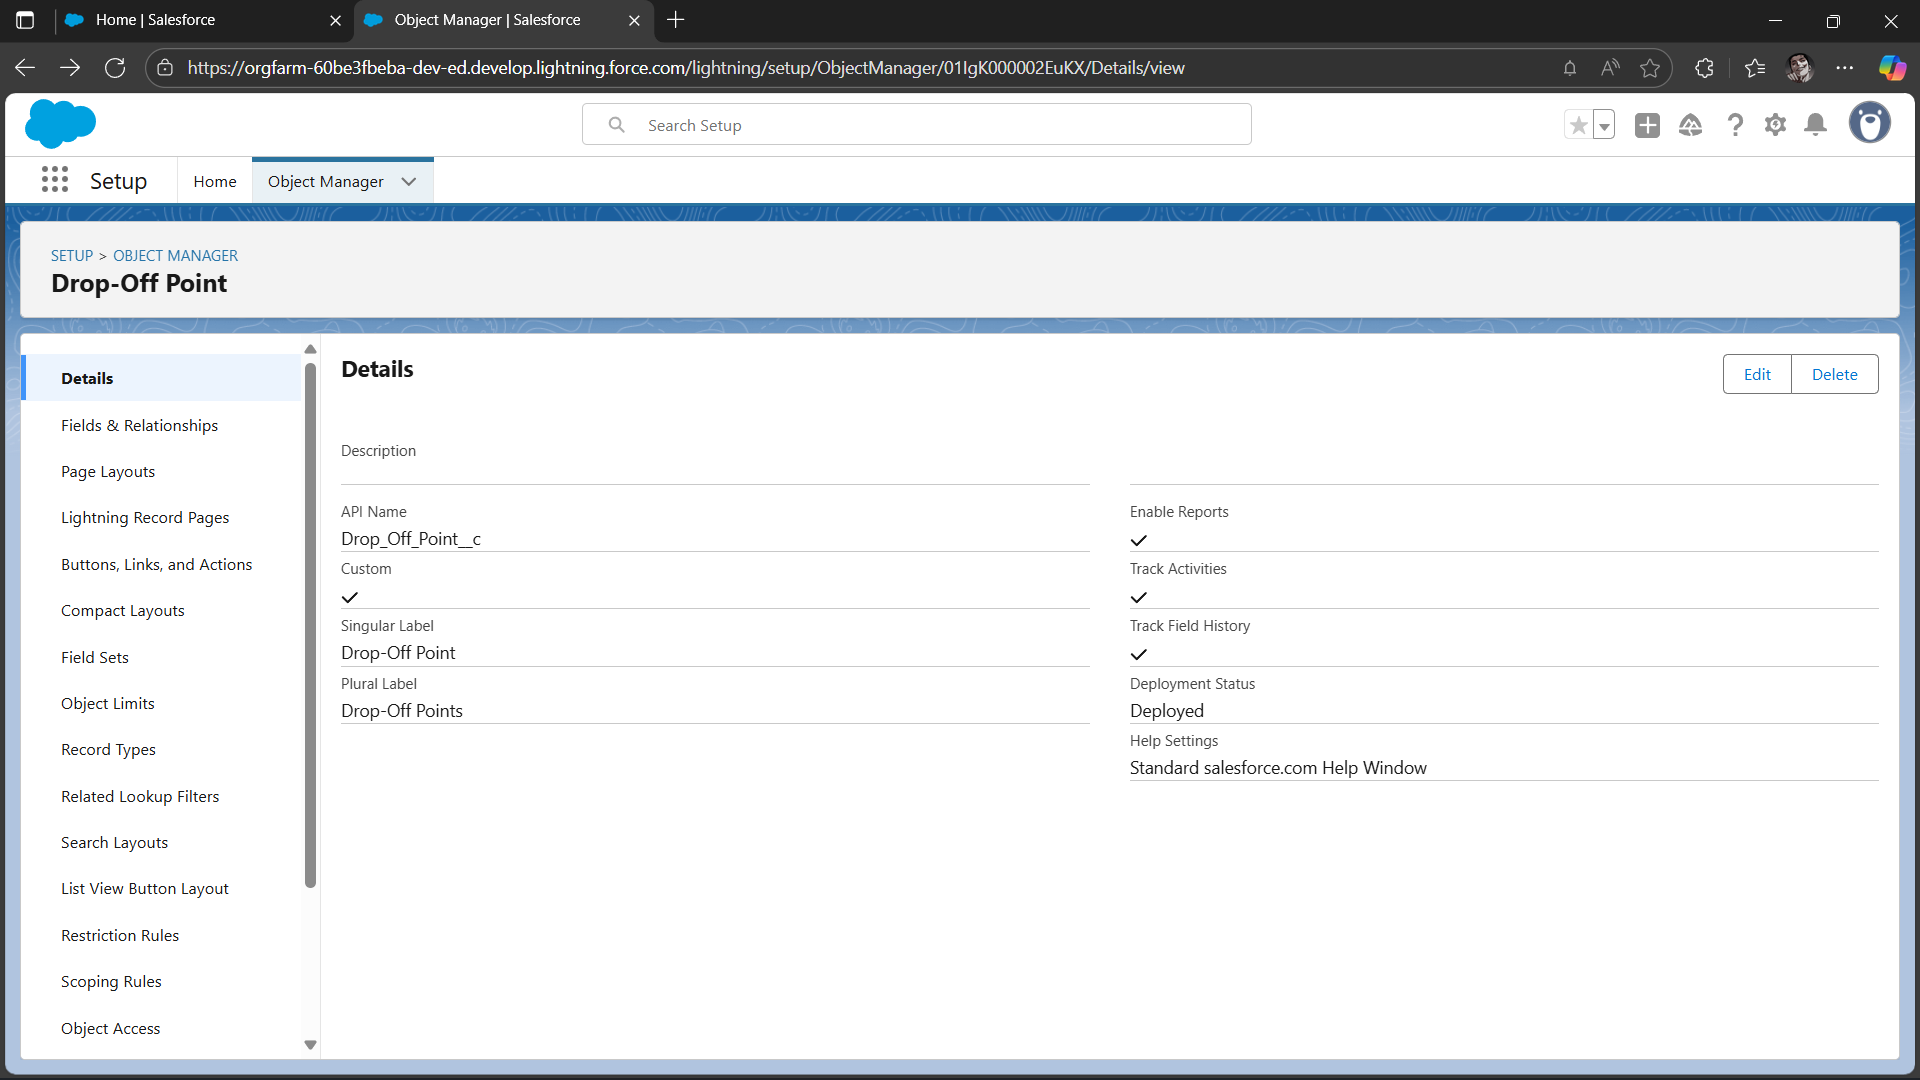 Home | Salesforce
Object Manager | Salesforce
https://orgfarm-60be3fbeba-dev-ed.develop.lightning.force.com/lightning/setup/ObjectManager/01IgK000002EuKX/Details/view
Search Setup
Setup
Home
Object Manager
SETUP > OBJECT MANAGER
Drop-Off Point
Details
Fields & Relationships
Page Layouts
Lightning Record Pages
Buttons, Links, and Actions
Compact Layouts
Field Sets
Object Limits
Record Types
Related Lookup Filters
Search Layouts
List View Button Layout
Restriction Rules
Scoping Rules
Object Access
Details
Edit
Delete
Description
API Name
Drop_Off_Point__c
Custom
Singular Label
Drop-Off Point
Plural Label
Drop-Off Points
Enable Reports
Track Activities
Track Field History
Deployment Status
Deployed
Help Settings
Standard salesforce.com Help Window